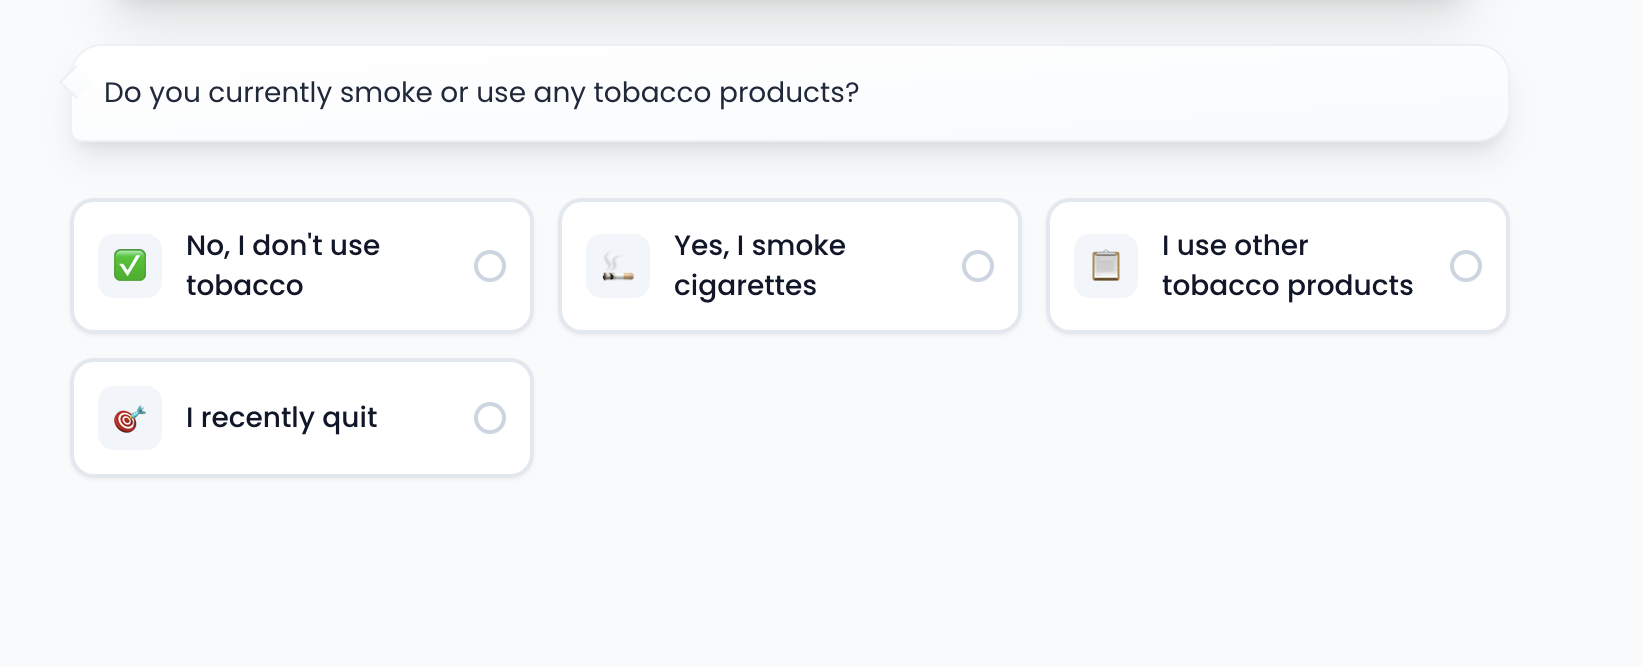 Do you currently smoke or use any tobacco products?
No, I don't use
tobacco
Yes, I smoke
cigarettes
I use other
tobacco products
I recently quit